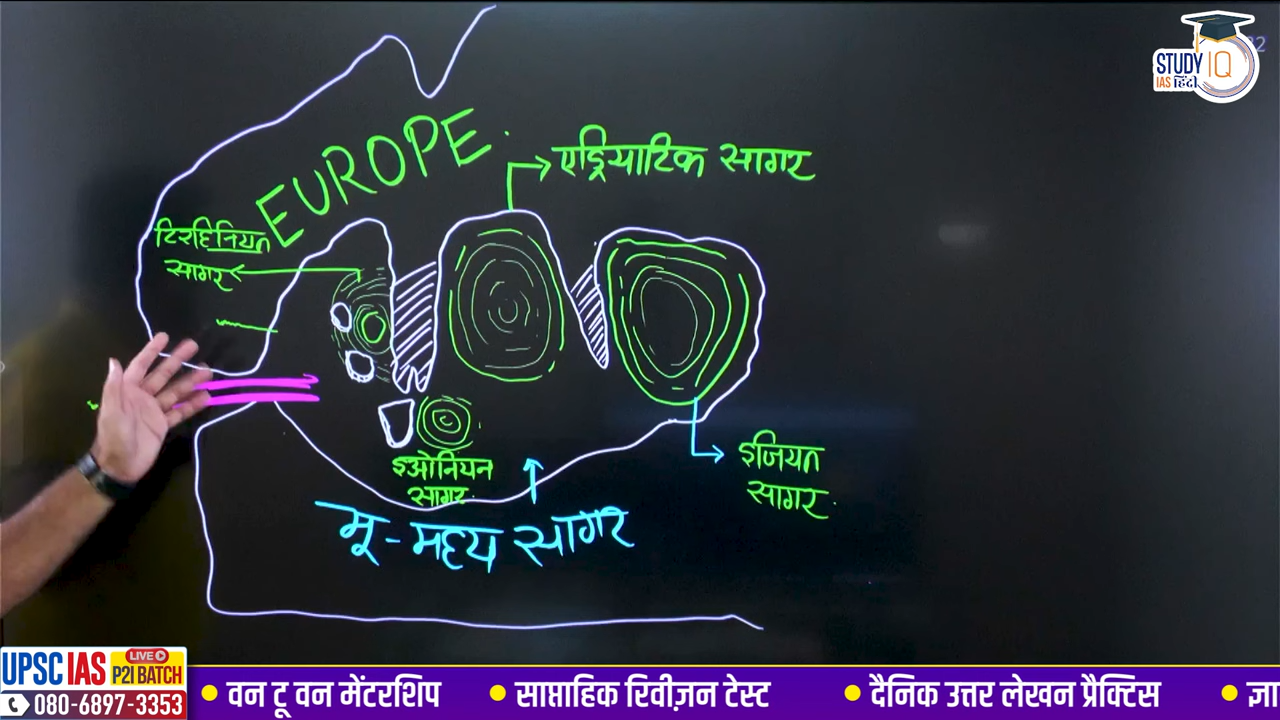 STUDY IQ
IAS हिंदी
EUROPE
एड्रियाटिक सागर
टिरहिनियन
सागर
इओनियन
सागर
इजियन
सागर
भू-मध्य सागर
UPSC IAS LIVE P2I BATCH
080-6897-3353
वन टू वन मेंटरशिप
साप्ताहिक रिवीज़न टेस्ट
दैनिक उत्तर लेखन प्रैक्टिस